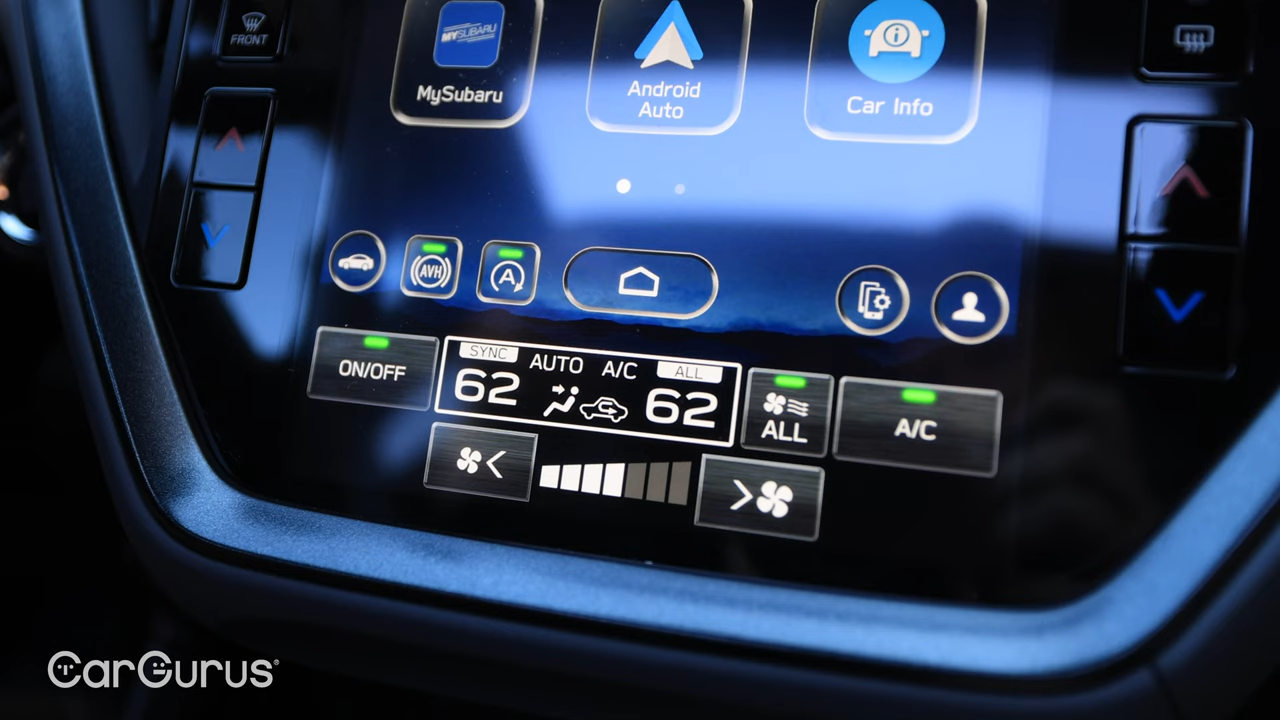 FRONT
MYSUBARU
MySubaru
Android
Auto
Car Info
AVH
A
ON/OFF
SYNC
AUTO
A/C
ALL
62
62
ALL
A/C
CarGurus®